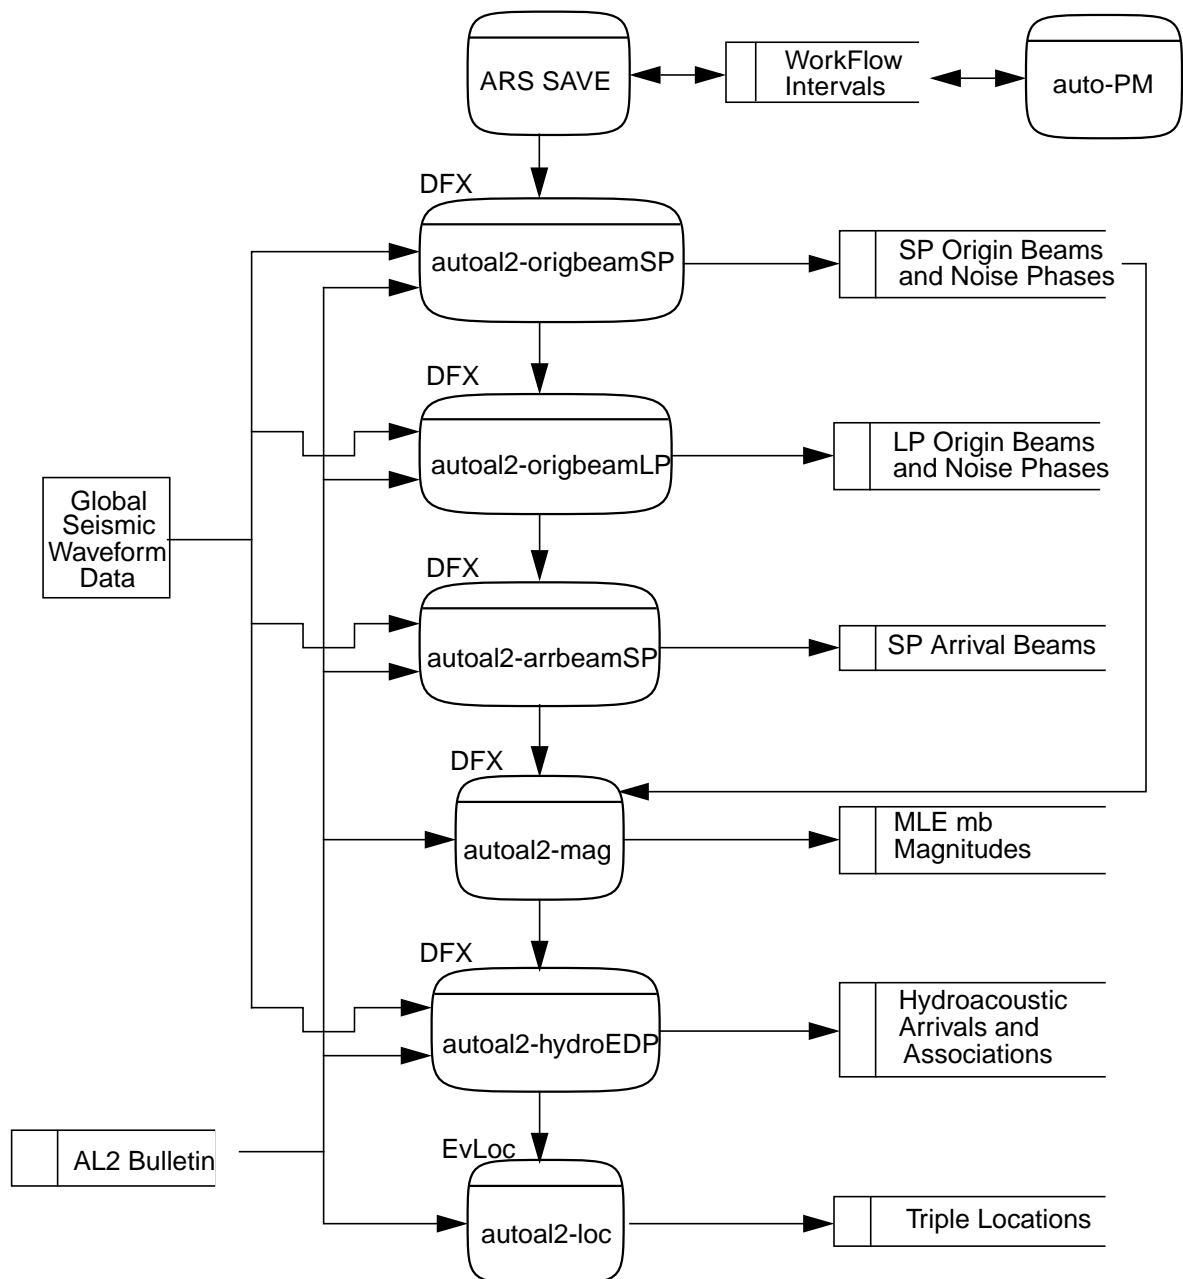 ARS SAVE
WorkFlow
Intervals
auto-PM
DFX
autoal2-origbeamSP
SP Origin Beams
and Noise Phases
DFX
autoal2-origbeamLP
LP Origin Beams
and Noise Phases
Global
Seismic
Waveform
Data
DFX
autoal2-arrbeamSP
SP Arrival Beams
DFX
autoal2-mag
MLE mb
Magnitudes
DFX
autoal2-hydroEDP
Hydroacoustic
Arrivals and
Associations
AL2 Bulletin
EvLoc
autoal2-loc
Triple Locations